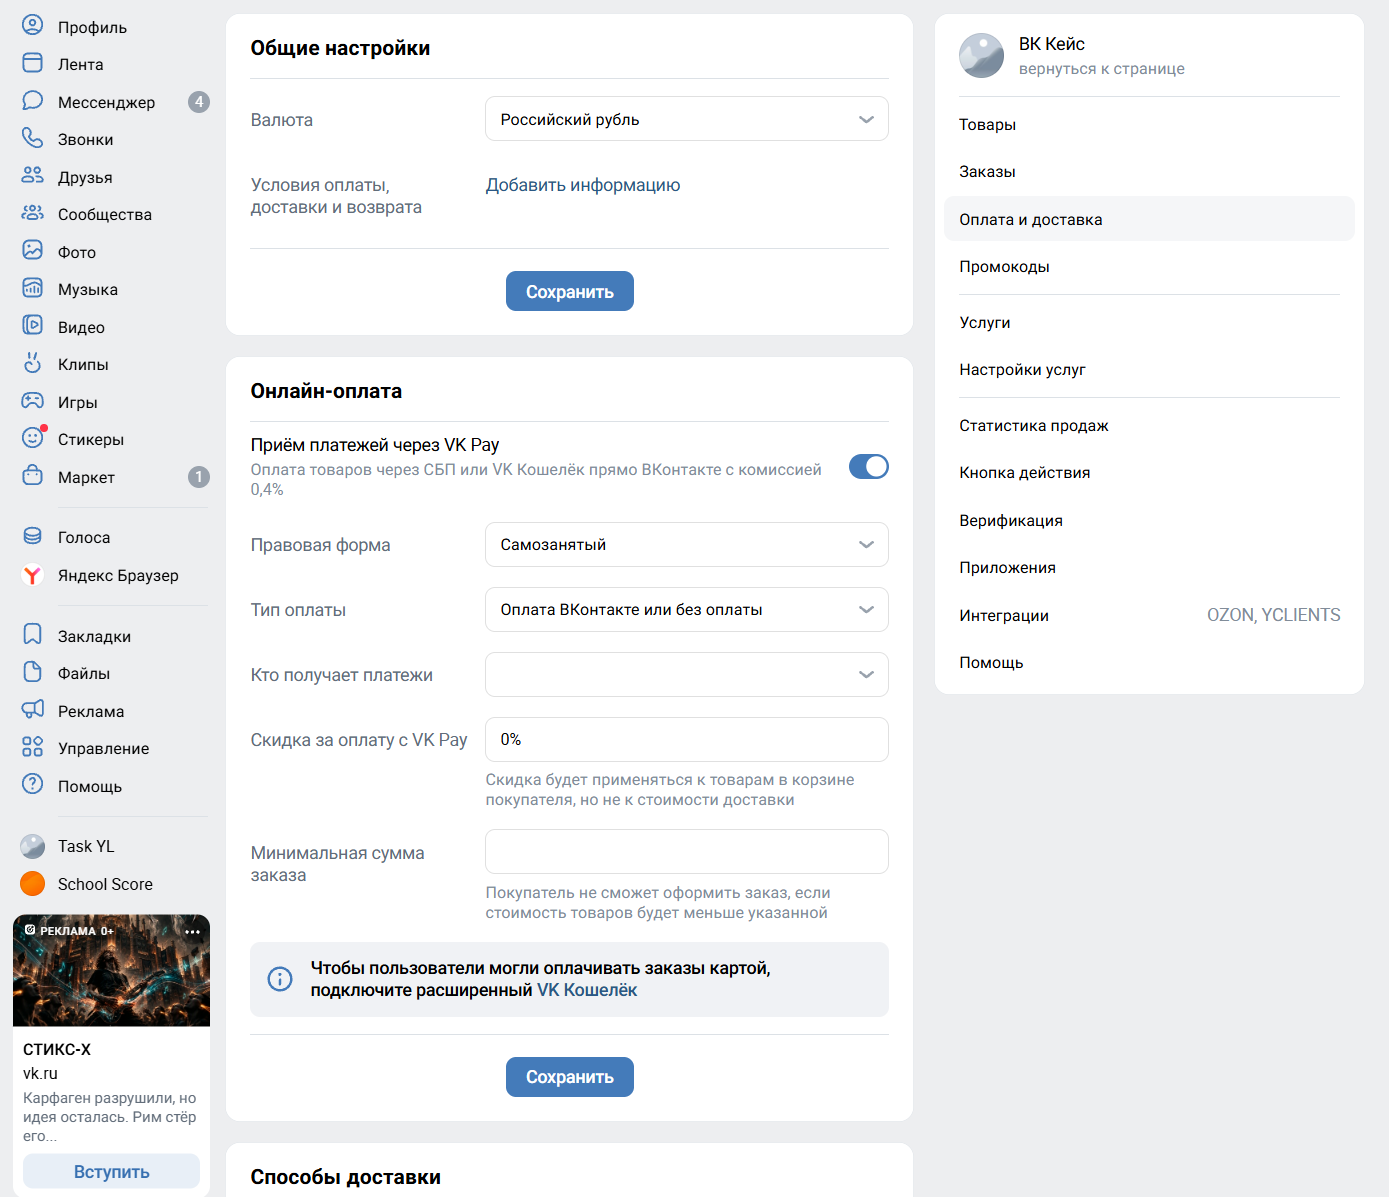 Профиль
Лента
Мессенджер 4
Звонки
Друзья
Сообщества
Фото
Музыка
Видео
Клипы
Игры
Стикеры
Маркет 1
Голоса
Яндекс Браузер
Закладки
Файлы
Реклама
Управление
Помощь
Task YL
School Score
РЕКЛАМА 0+
СТИКС-Х
vk.ru
Карфаген разрушили, но
идея осталась. Рим стёр
его...
Вступить
Общие настройки
Валюта
Российский рубль
Условия оплаты,
доставки и возврата
Добавить информацию
Сохранить
Онлайн-оплата
Приём платежей через VK Pay
Оплата товаров через СБП или VK Кошелёк прямо ВКонтакте с комиссией
0,4%
Правовая форма
Самозанятый
Тип оплаты
Оплата ВКонтакте или без оплаты
Кто получает платежи
Скидка за оплату с VK Pay
0%
Скидка будет применяться к товарам в корзине
покупателя, но не к стоимости доставки
Минимальная сумма
заказа
Покупатель не сможет оформить заказ, если
стоимость товаров будет меньше указанной
Чтобы пользователи могли оплачивать заказы картой,
подключите расширенный VK Кошелёк
Сохранить
Способы доставки
ВК Кейс
вернуться к странице
Товары
Заказы
Оплата и доставка
Промокоды
Услуги
Настройки услуг
Статистика продаж
Кнопка действия
Верификация
Приложения
Интеграции OZON, YCLIENTS
Помощь